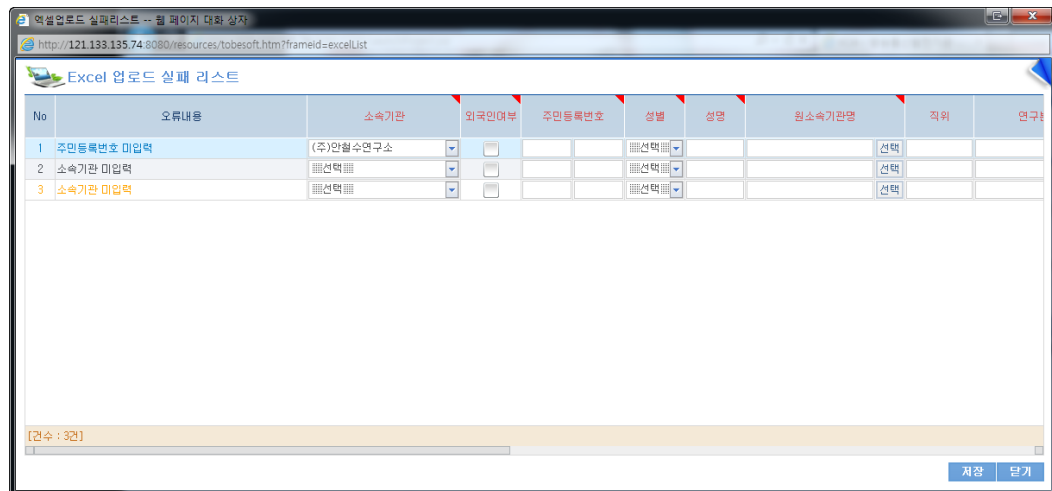 엑셀업로드 실패리스트 -- 웹 페이지 대화 상자
http://121.133.135.74:8080/resources/tobesoft.htm?frameid=excelList
Excel 업로드 실패 리스트
No 오류내용 소속기관 외국인여부 주민등록번호 성별 성명 원소속기관명 직위
1 주민등록번호 미입력 (주)안철수연구소 선택 선택
2 소속기관 미입력 선택 선택 선택
3 소속기관 미입력 선택 선택 선택
[건수 : 3건]
저장 닫기